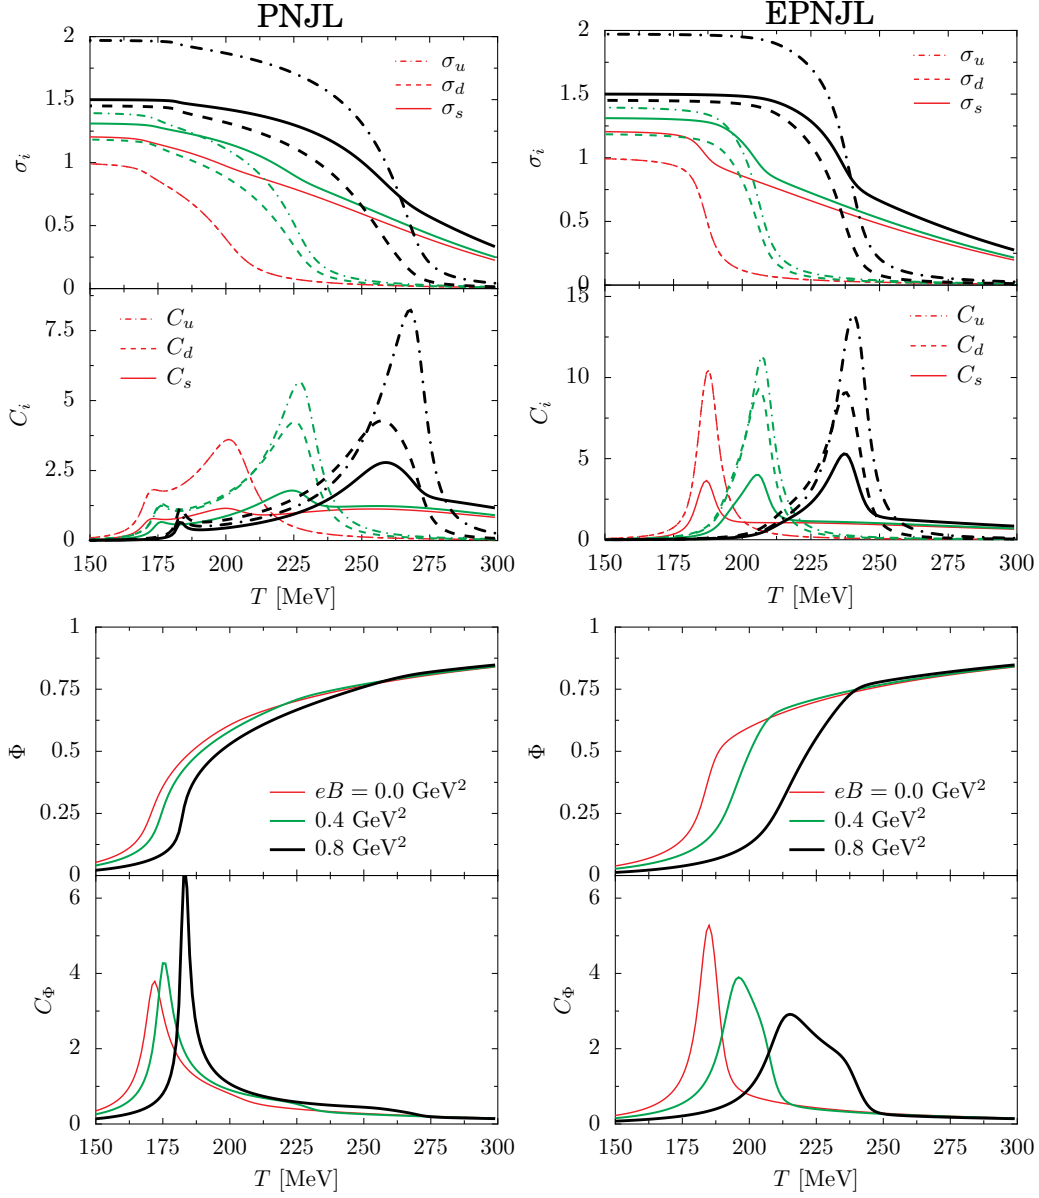 PNJL
EPNJL
2
1.5
1
0.5
0
σ_i
σ_u
σ_d
σ_s
2
1.5
1
0.5
0
σ_i
σ_u
σ_d
σ_s
7.5
5
2.5
0
C_i
C_u
C_d
C_s
150 175 200 225 250 275 300
T [MeV]
15
10
5
0
C_i
C_u
C_d
C_s
150 175 200 225 250 275 300
T [MeV]
1
0.75
0.5
0.25
0
Φ
eB = 0.0 GeV²
0.4 GeV²
0.8 GeV²
1
0.75
0.5
0.25
0
Φ
eB = 0.0 GeV²
0.4 GeV²
0.8 GeV²
6
4
2
0
C_Φ
150 175 200 225 250 275 300
T [MeV]
6
4
2
0
C_Φ
150 175 200 225 250 275 300
T [MeV]